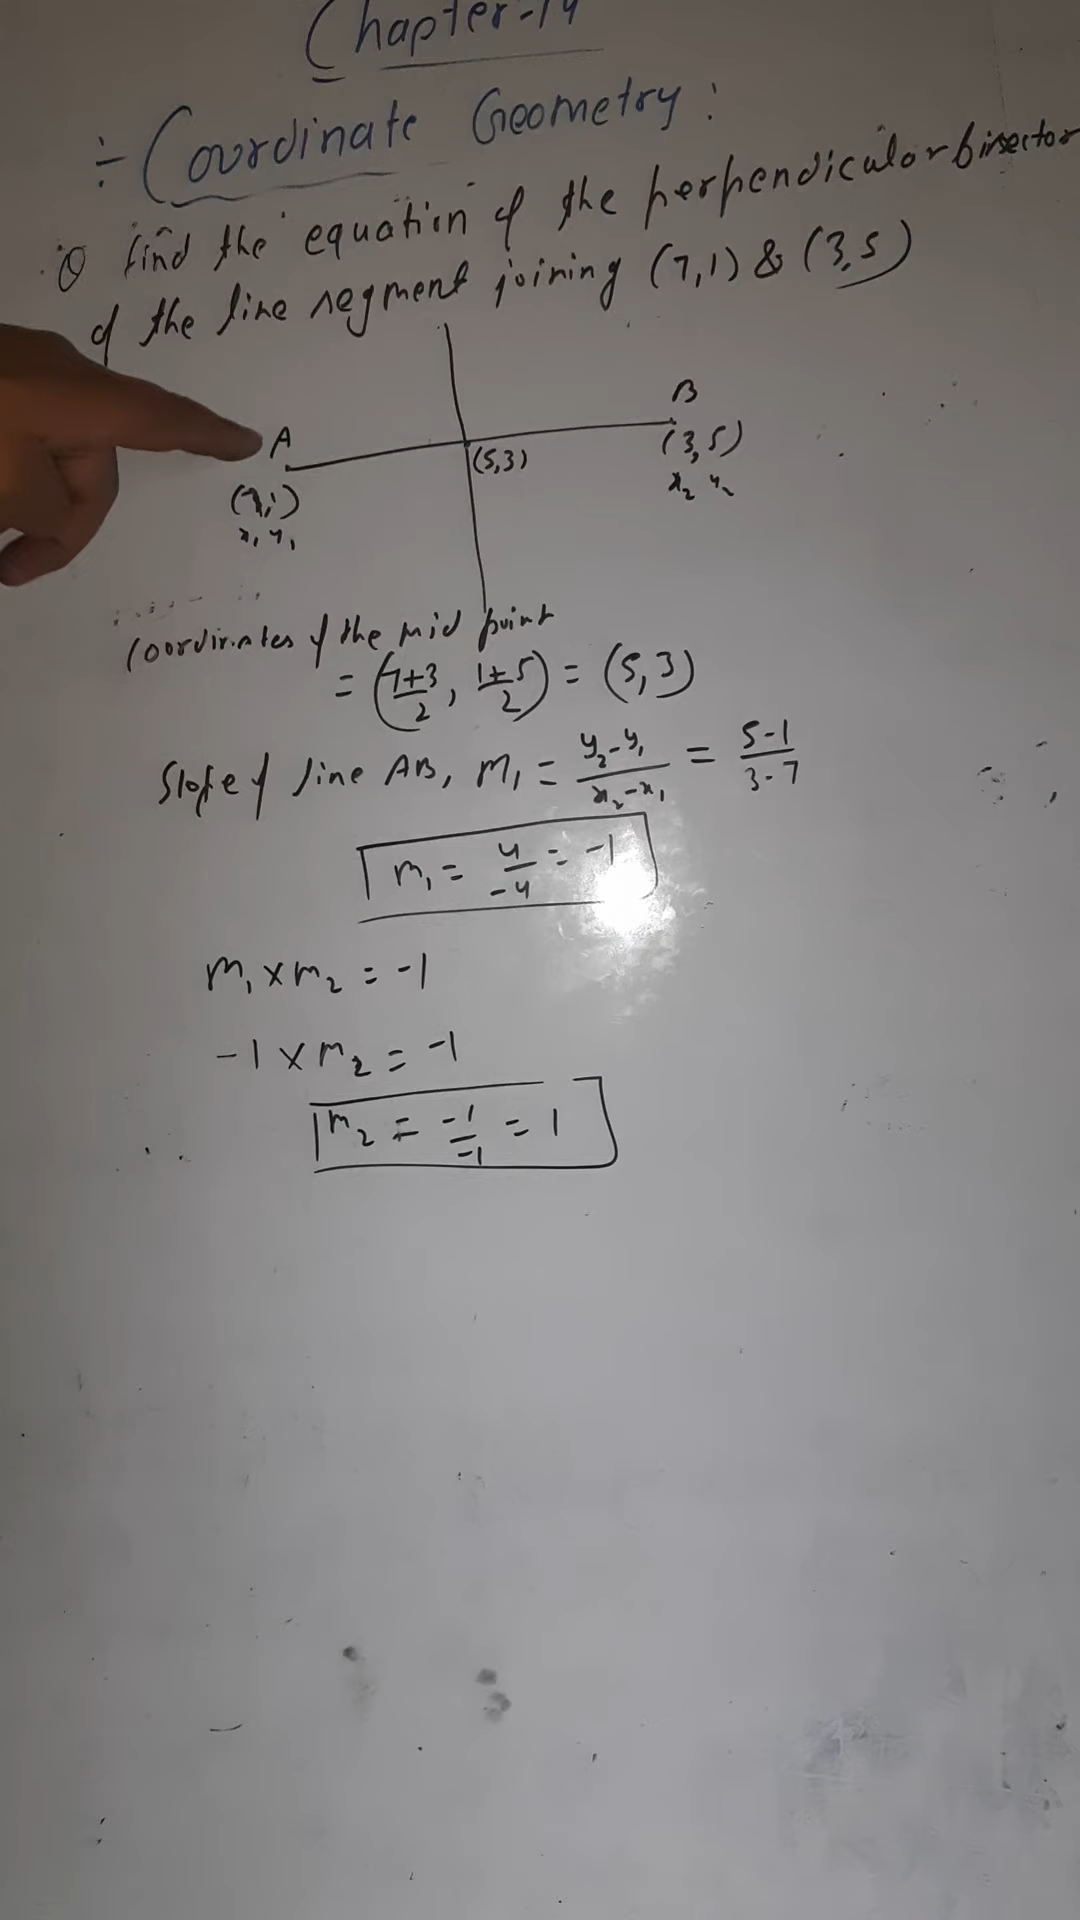 Chapter-14
÷ Coordinate Geometry :
Q find the equation of the perpendicular bisector
of the line segment joining (7,1) & (3,5)
A
B
(7,1)
(5,3)
(3,5)
x₁ y₁
x₂ y₂
Coordinates of the mid point
= (7+3/2, 1+5/2) = (5,3)
Slope of line AB, m₁ = y₂-y₁/x₂-x₁ = 5-1/3-7
m₁ = 4/-4 = -1
m₁ × m₂ = -1
-1 × m₂ = -1
m₂ = -1/-1 = 1